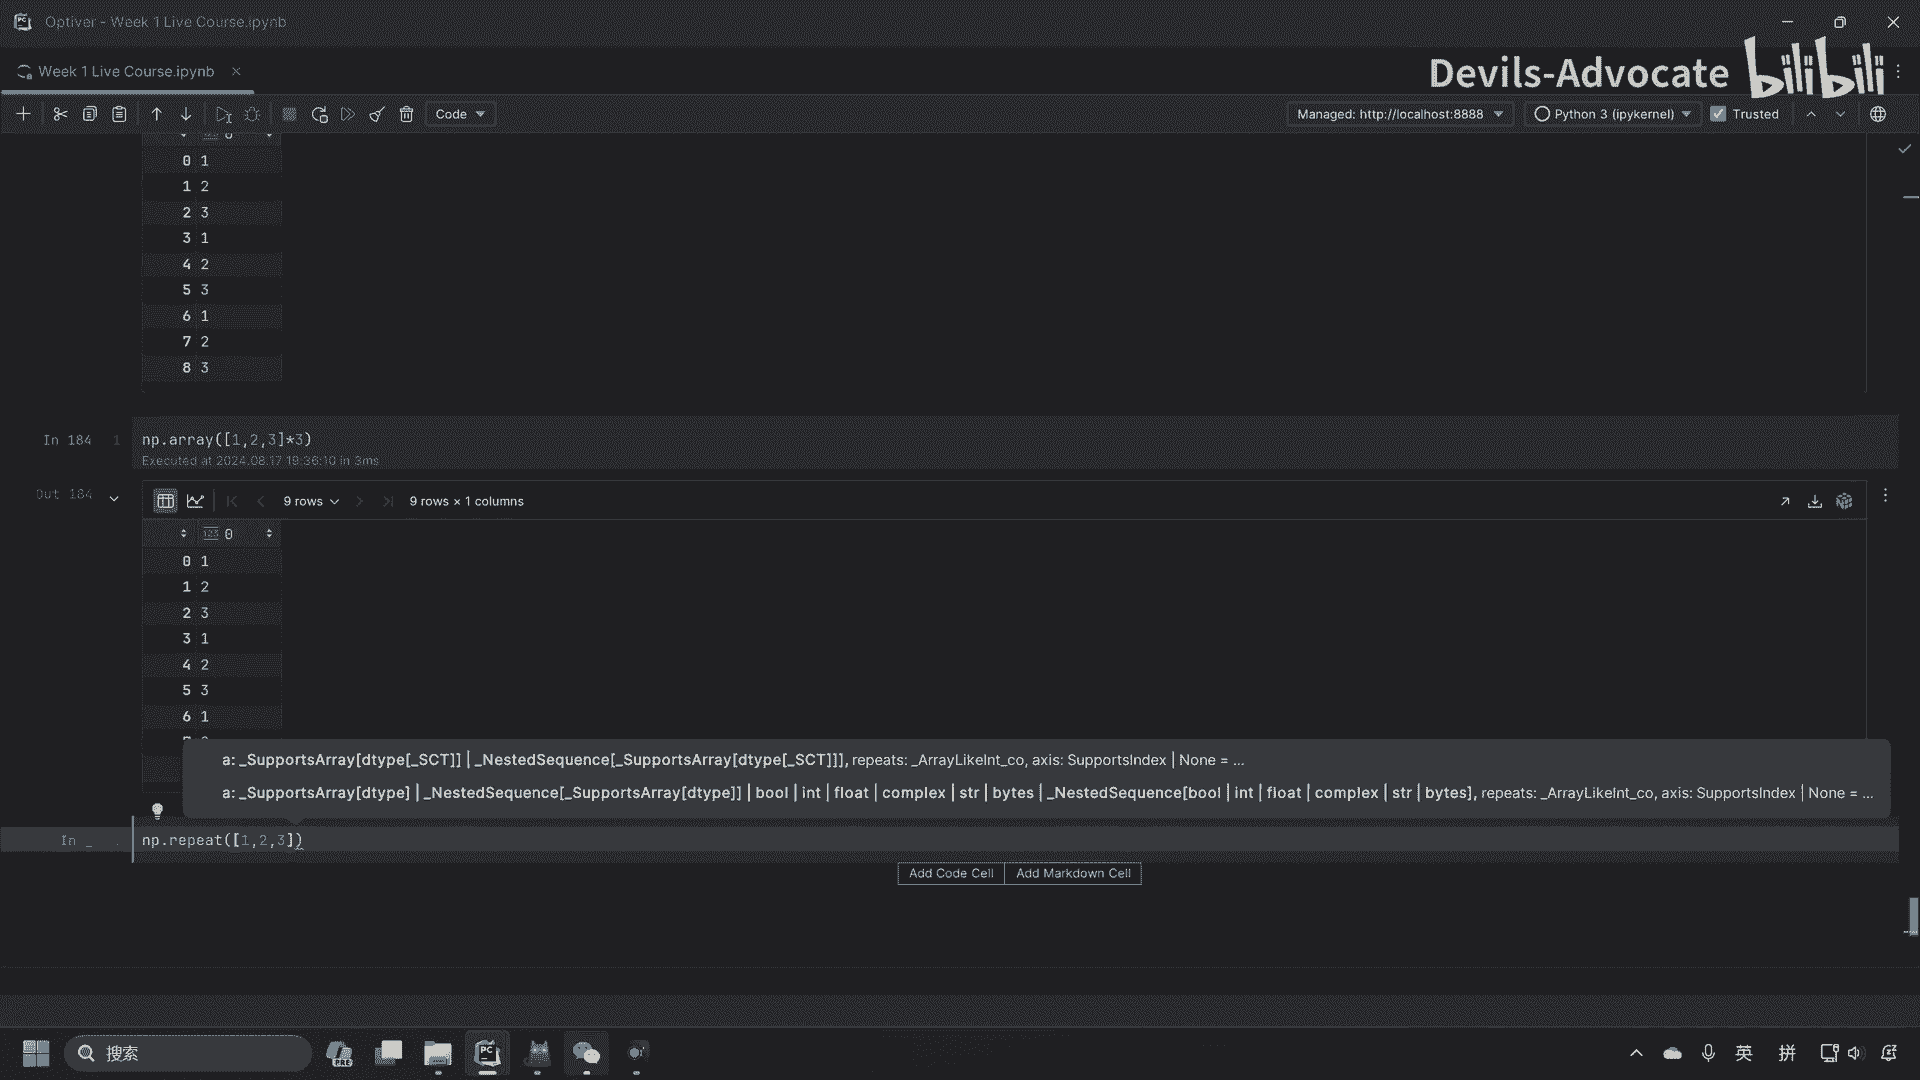 Optiver - Week 1 Live Course.ipynb
Week 1 Live Course.ipynb
Devils-Advocate bilibili
Code
Managed: http://localhost:8888
Python 3 (ipykernel)
Trusted
0 1
1 2
2 3
3 1
4 2
5 3
6 1
7 2
8 3
In 184 1 np.array([1,2,3]*3)
Executed at 2024.08.17 19:36:10 in 3ms
Out 184
9 rows
9 rows × 1 columns
123 0
0 1
1 2
2 3
3 1
4 2
5 3
6 1
a: _SupportsArray[dtype[_SCT]] | _NestedSequence[_SupportsArray[dtype[_SCT]]], repeats: _ArrayLikeInt_co, axis: SupportsIndex | None = ...
a: _SupportsArray[dtype] | _NestedSequence[_SupportsArray[dtype]] | bool | int | float | complex | str | bytes | _NestedSequence[bool | int | float | complex | str | bytes], repeats: _ArrayLikeInt_co, axis: SupportsIndex | None = ...
In _ np.repeat([1,2,3])
Add Code Cell Add Markdown Cell
搜索
PRE
PC
英
拼